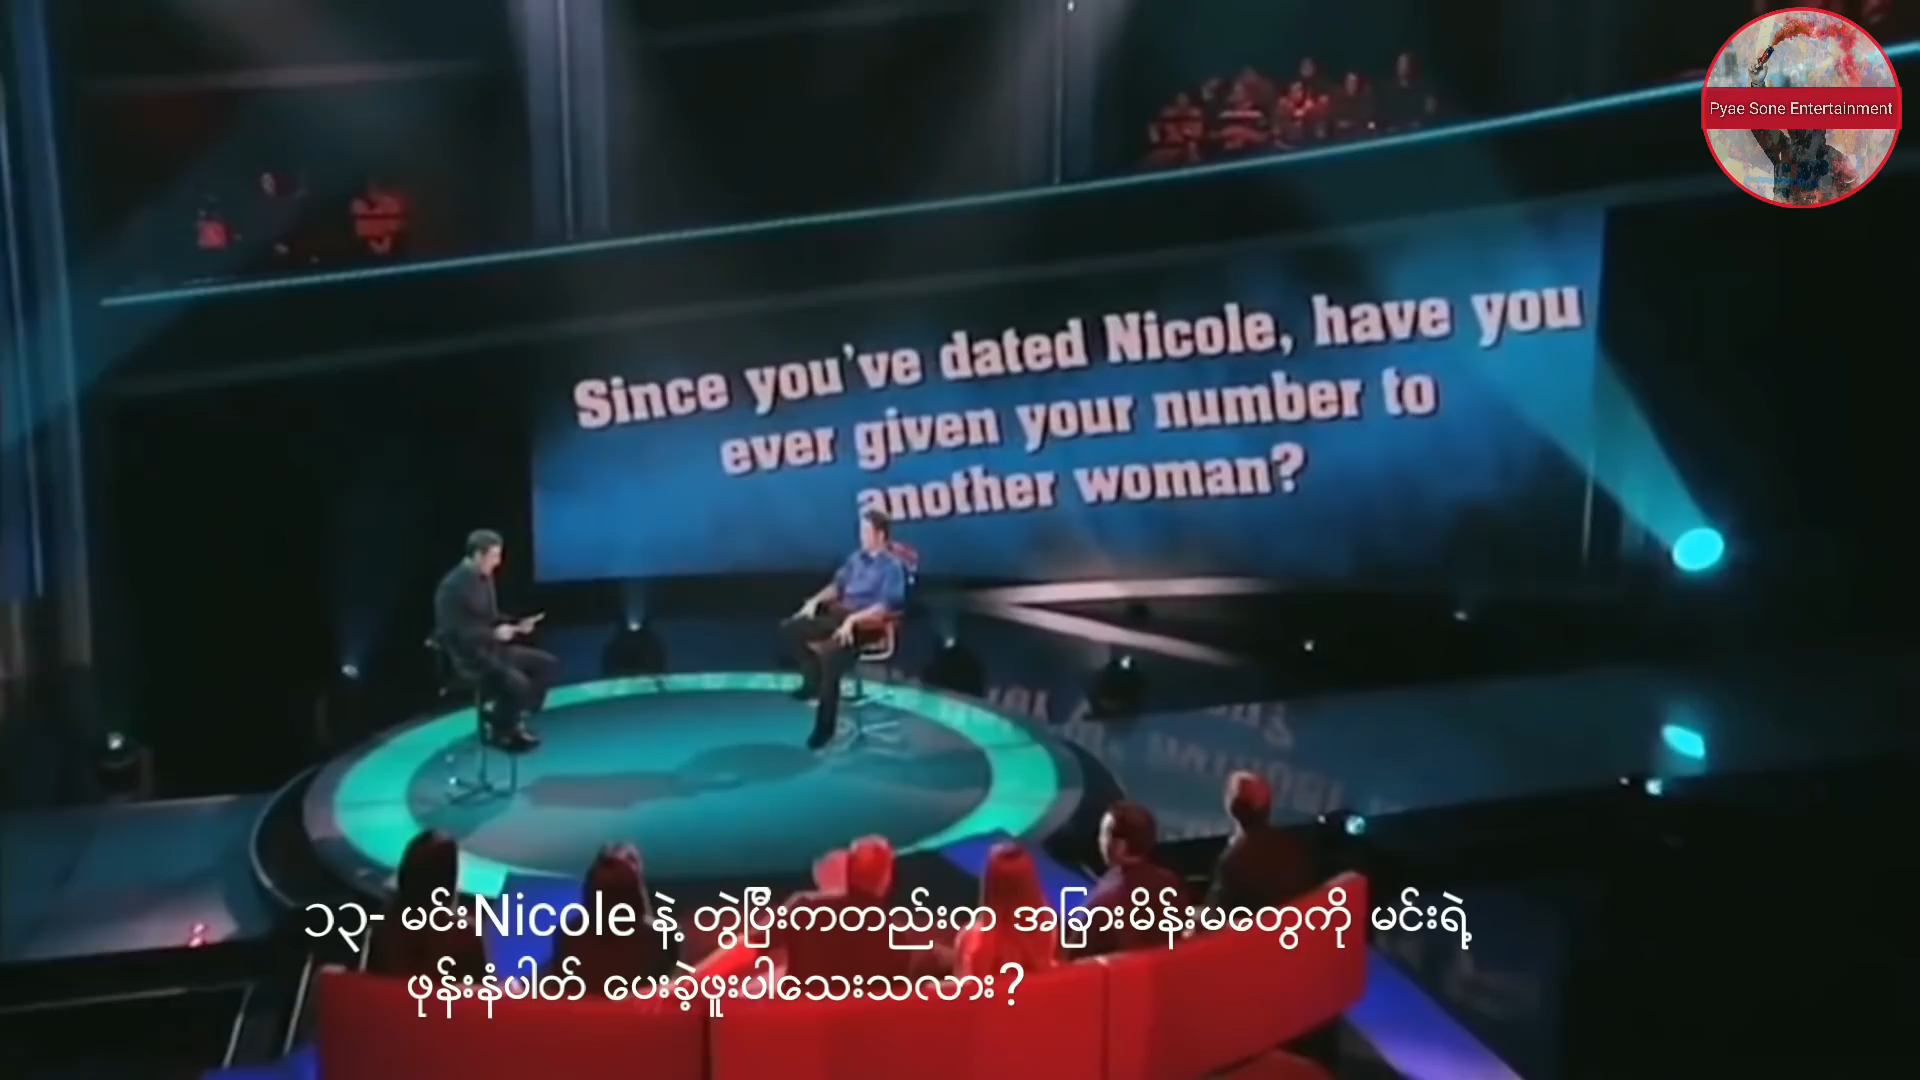 Pyae Sone Entertainment
Since you've dated Nicole, have you
ever given your number to
another woman?
၁၃- မင်းNicole နဲ့ တွဲပြီးကတည်းက အခြားမိန်းမတွေကို မင်းရဲ့
ဖုန်းနံပါတ် ပေးခဲ့ဖူးပါသေးသလား?